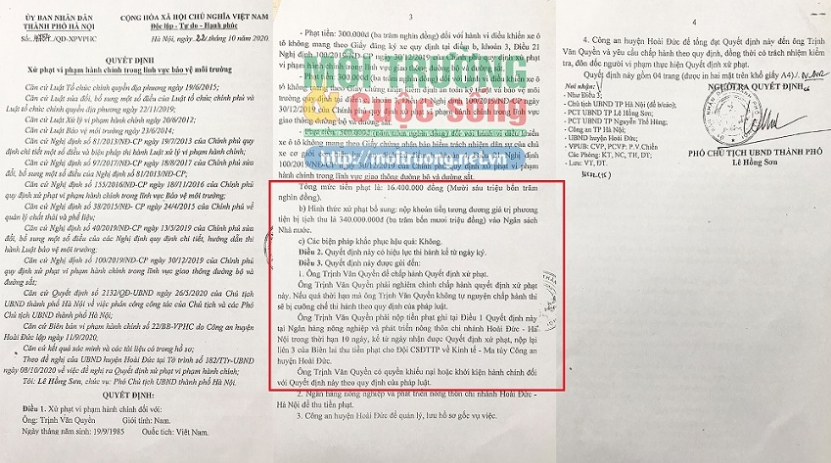 ỦY BAN NHÂN DÂN
THÀNH PHỐ HÀ NỘI
CỘNG HÒA XÃ HỘI CHỦ NGHĨA VIỆT NAM
Độc lập - Tự do - Hạnh phúc
Số: /QĐ-XPVPHC
Hà Nội, ngày 22 tháng 10 năm 2020
QUYẾT ĐỊNH
Xử phạt vi phạm hành chính trong lĩnh vực bảo vệ môi trường
Căn cứ Luật Tổ chức chính quyền địa phương ngày 19/6/2015;
Căn cứ Luật sửa đổi, bổ sung một số điều của Luật tổ chức chính phủ và
Luật tổ chức chính quyền địa phương ngày 22/11/2019;
Căn cứ Luật Xử lý vi phạm hành chính ngày 20/6/2012;
Căn cứ Luật Bảo vệ môi trường ngày 23/6/2014;
Căn cứ Nghị định số 81/2013/NĐ-CP ngày 19/7/2013 của Chính phủ quy
định chi tiết một số điều và biện pháp thi hành Luật xử lý vi phạm hành chính;
Căn cứ Nghị định số 97/2017/NĐ-CP ngày 18/8/2017 của Chính phủ sửa
đổi, bổ sung một số điều của Nghị định số 81/2013/NĐ-CP;
Căn cứ Nghị định số 155/2016/NĐ-CP ngày 18/11/2016 của Chính phủ
quy định xử phạt vi phạm hành chính trong lĩnh vực Bảo vệ môi trường;
Căn cứ Nghị định số 38/2015/NĐ-CP ngày 24/4/2015 của Chính phủ về
quản lý chất thải và phế liệu;
Căn cứ Nghị định số 40/2019/NĐ-CP ngày 13/5/2019 của Chính phủ sửa
đổi, bổ sung một số điều của các Nghị định quy định chi tiết, hướng dẫn thi
hành Luật Bảo vệ môi trường;
Căn cứ Nghị định số 100/2019/NĐ-CP ngày 30/12/2019 của Chính phủ quy
định xử phạt vi phạm hành chính trong lĩnh vực giao thông đường bộ và đường
sắt;
Căn cứ Quyết định số 2132/QĐ-UBND ngày 26/5/2020 của Chủ tịch
UBND thành phố Hà Nội về việc phân công công tác của Chủ tịch và các Phó
Chủ tịch UBND thành phố Hà Nội;
Căn cứ Biên bản vi phạm hành chính số 22/BB-VPHC do Công an huyện
Hoài Đức lập ngày 11/9/2020;
Căn cứ kết quả xác minh và các tài liệu có trong hồ sơ;
Theo đề nghị của UBND huyện Hoài Đức tại Tờ trình số 182/TTr-UBND
ngày 08/10/2020 về việc đề nghị xử phạt vi phạm hành chính;
Tôi: Lê Hồng Sơn, chức vụ: Phó Chủ tịch UBND thành phố Hà Nội.
QUYẾT ĐỊNH:
Điều 1. Xử phạt vi phạm hành chính đối với:
Ông: Trịnh Văn Quyền Giới tính: Nam.
Ngày tháng năm sinh: 19/9/1985 Quốc tịch: Việt Nam.
3
- Phạt tiền: 300.000đ (ba trăm nghìn đồng) đối với hành vi điều khiển xe ô
tô không mang theo Giấy đăng ký xe quy định tại điểm b, khoản 3, Điều 21
MÔI TRƯỜNG
& Cuộc sống
http://moitruong.net.vn
giao thông đường bộ và đường sắt.
Tổng mức tiền phạt là: 16.400.000 đồng (Mười sáu triệu bốn trăm
nghìn đồng).
b) Hình thức xử phạt bổ sung: nộp khoản tiền tương đương giá trị phương
tiện bị tịch thu là 340.000.000đ (ba trăm bốn mươi triệu đồng) vào Ngân sách
Nhà nước.
c) Các biện pháp khắc phục hậu quả: Không.
Điều 2. Quyết định này có hiệu lực thi hành kể từ ngày ký.
Điều 3. Quyết định này được gửi đến:
1. Ông Trịnh Văn Quyền để chấp hành Quyết định xử phạt.
Ông Trịnh Văn Quyền phải nghiêm chỉnh chấp hành quyết định xử phạt
này. Nếu quá thời hạn mà ông Trịnh Văn Quyền không tự nguyện chấp hành thì
sẽ bị cưỡng chế thi hành theo quy định của pháp luật.
Ông Trịnh Văn Quyền phải nộp tiền phạt ghi tại Điều 1 Quyết định này
tại Ngân hàng nông nghiệp và phát triển nông thôn chi nhánh Hoài Đức - Hà
Nội trong thời hạn 10 ngày, kể từ ngày nhận được Quyết định xử phạt, nộp lại
liên 3 của Biên lai thu tiền phạt cho Đội CSĐTTP về Kinh tế - Ma túy Công an
huyện Hoài Đức.
Ông Trịnh Văn Quyền có quyền khiếu nại hoặc khởi kiện hành chính đối
với Quyết định này theo quy định của pháp luật.
2. Ngân hàng nông nghiệp và phát triển nông thôn chi nhánh Hoài Đức -
Hà Nội để thu tiền phạt.
3. Công an huyện Hoài Đức để quản lý, lưu hồ sơ gốc vụ việc.
4
4. Công an huyện Hoài Đức để tống đạt Quyết định này đến ông Trịnh
Văn Quyền và yêu cầu chấp hành theo quy định, đồng thời có trách nhiệm kiểm
tra, đôn đốc người vi phạm thực hiện Quyết định xử phạt.
Quyết định này gồm 04 trang (được in hai mặt trên khổ giấy A4)./.
Nơi nhận:
- Như Điều 3;
- Chủ tịch UBND TP Hà Nội (để b/cáo);
- PCT UBND TP Lê Hồng Sơn;
- PCT UBND TP Nguyễn Thế Hùng;
- Công an TP Hà Nội;
- UBND huyện Hoài Đức;
- VPUB: CVP, PCVP: P.V.Chiến
Các Phòng: KT, NC, TH, ĐT;
- Lưu: VT, ĐT.
NGƯỜI RA QUYẾT ĐỊNH
PHÓ CHỦ TỊCH UBND THÀNH PHỐ
Lê Hồng Sơn